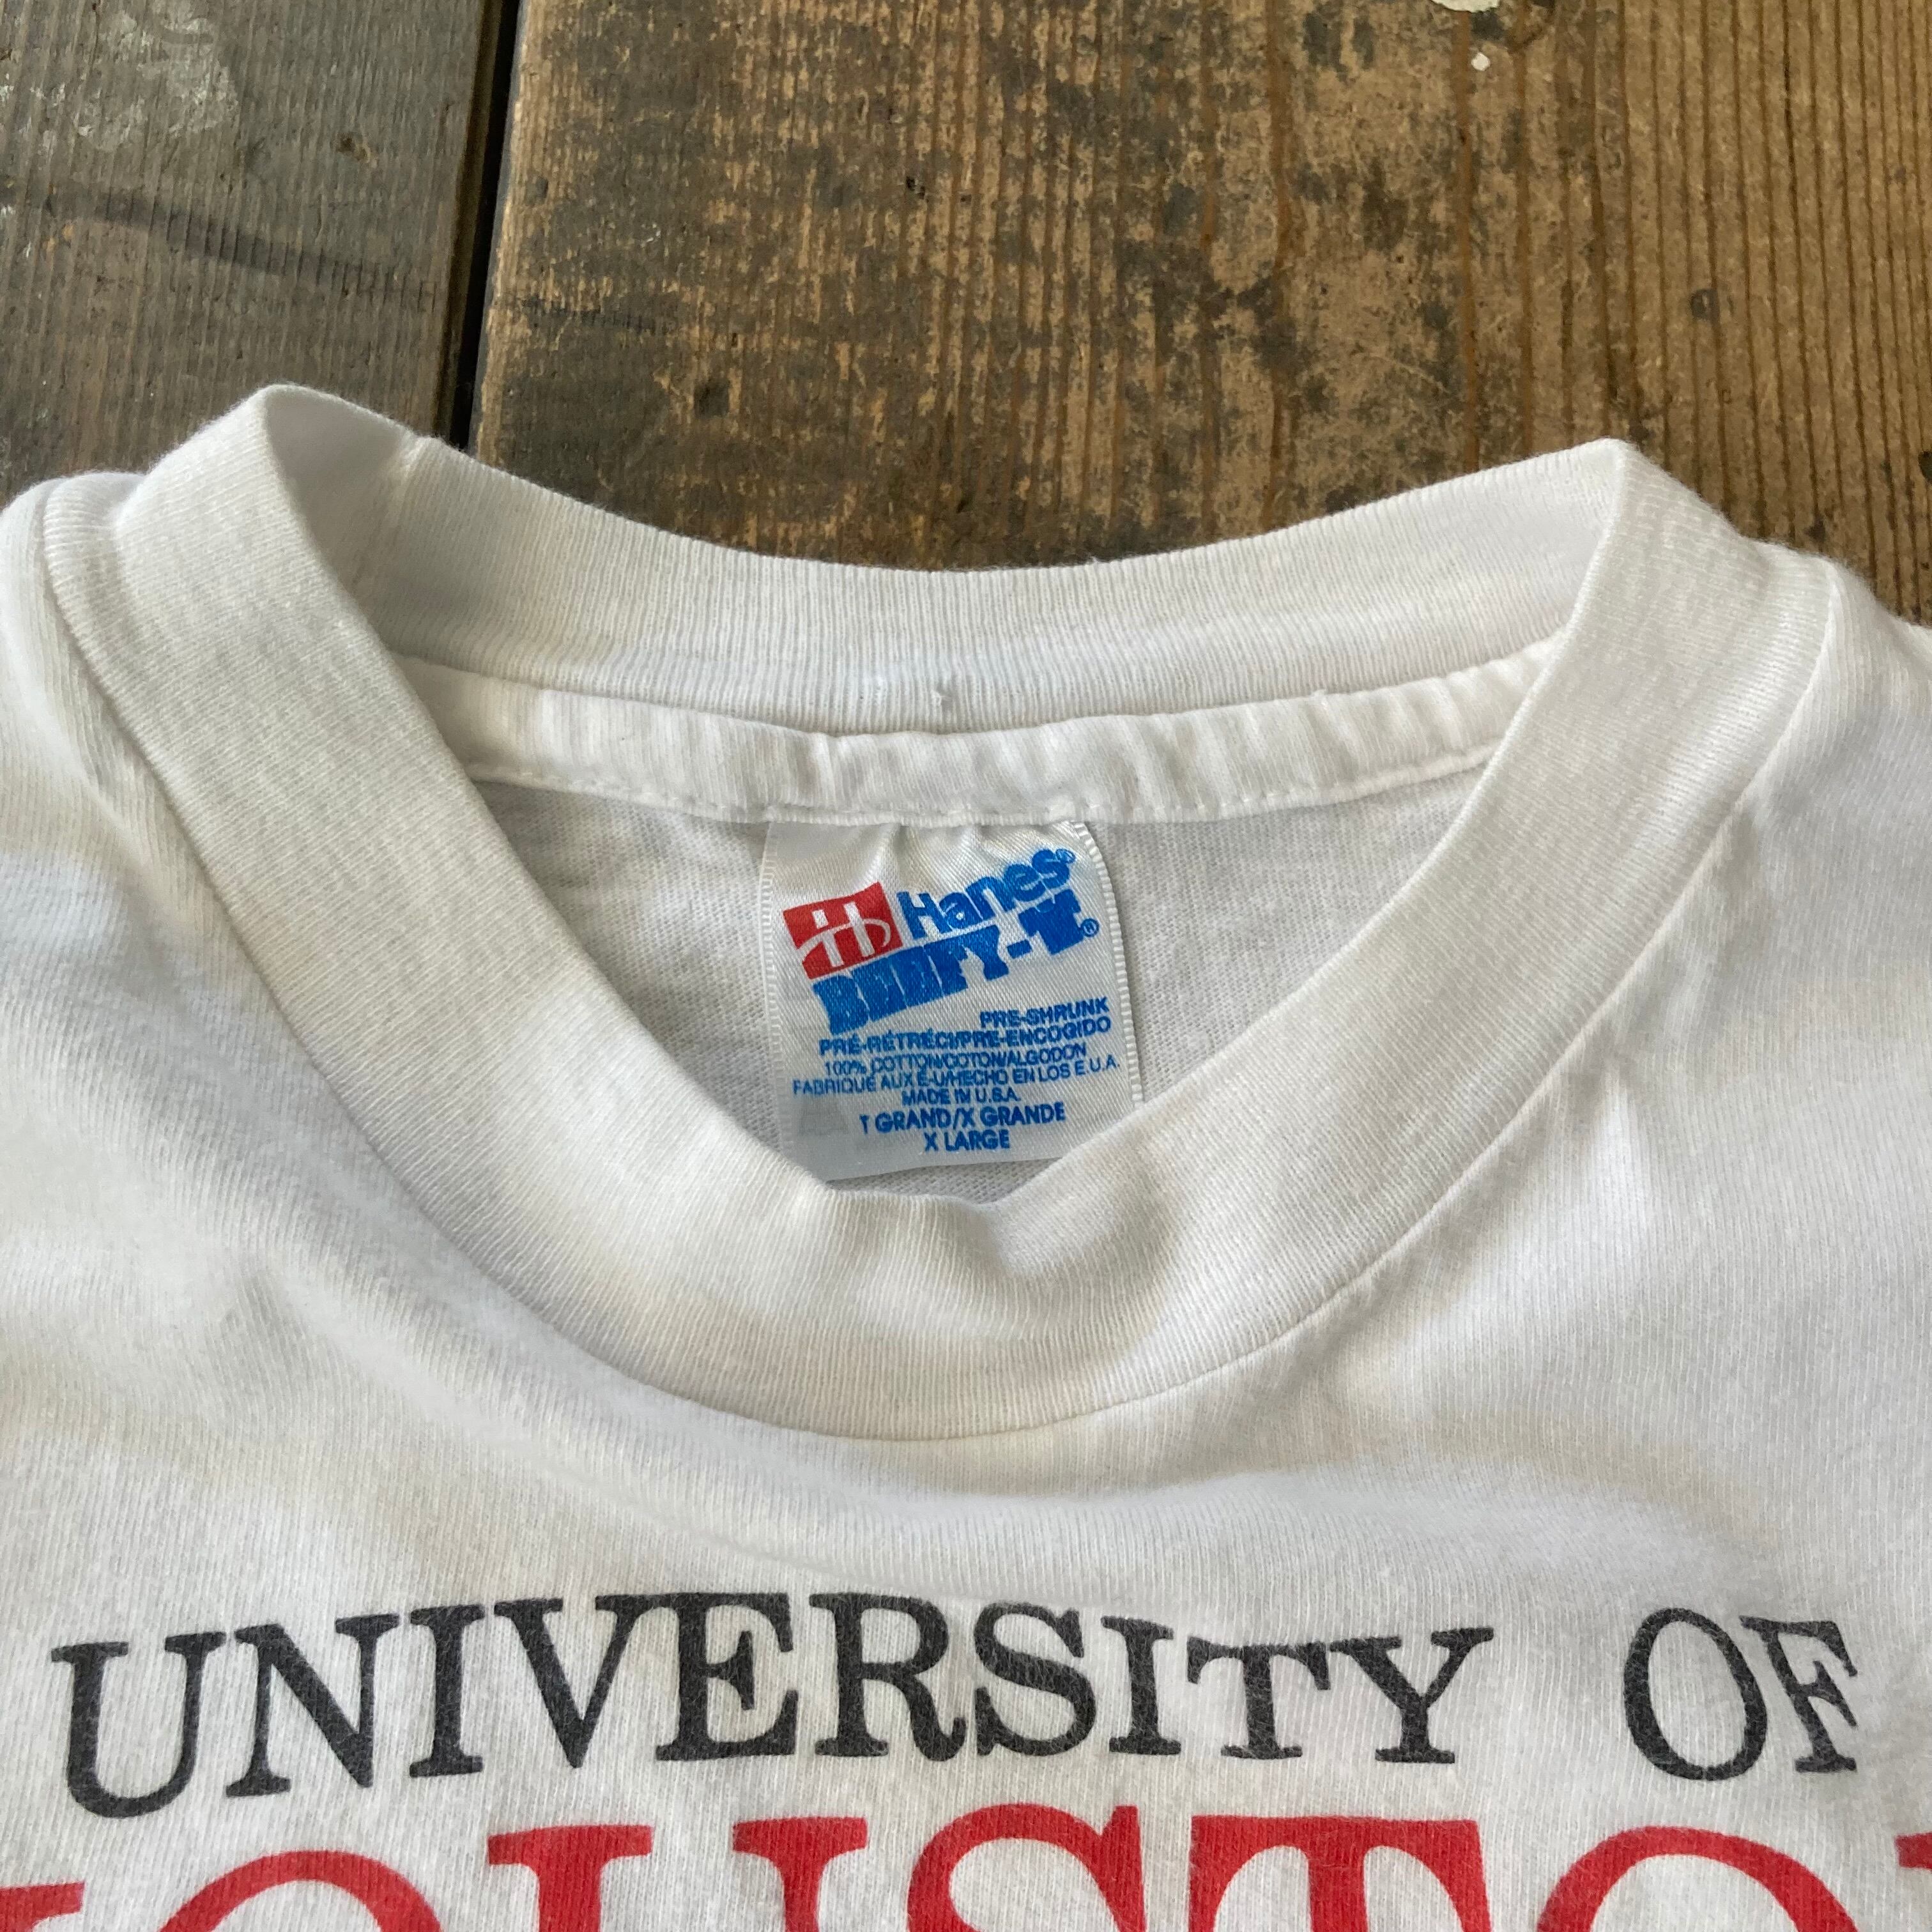 Hanes®
BEEFY-T.®
PRE-SHRUNK
PRÉ-RÉTRÉCI/PRE-ENCOGIDO
100% COTTON/COTON/ALGODON
FABRIQUÉ AUX É-U/HECHO EN LOS E.U.A.
MADE IN U.S.A.
T GRAND/X GRANDE
X LARGE
UNIVERSITY OF
HOUSTON